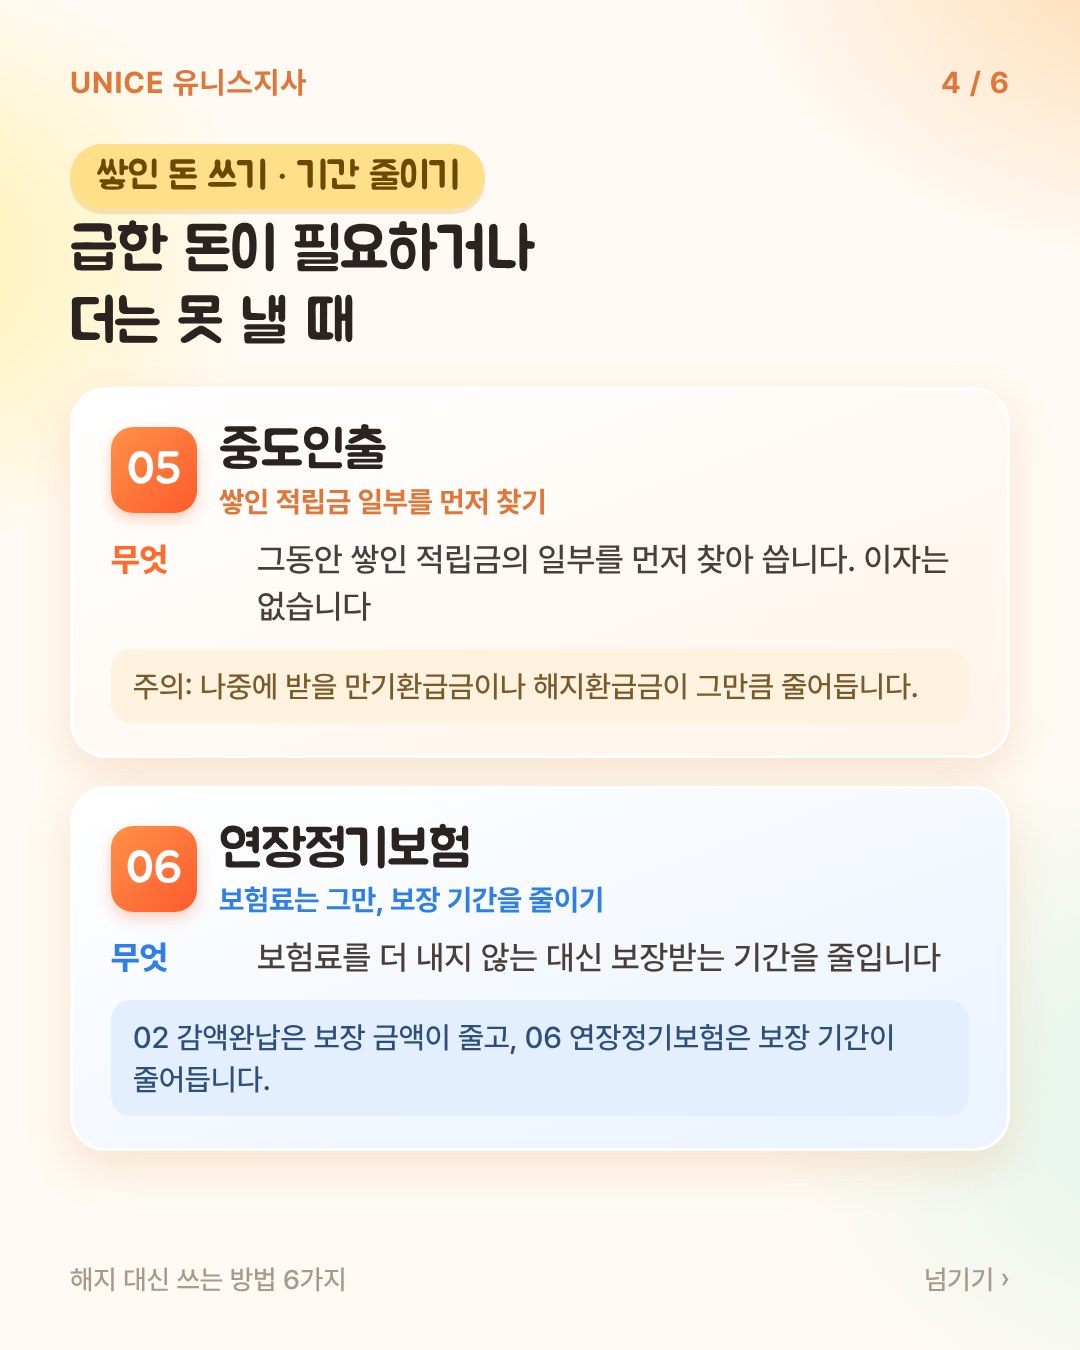 UNICE 유니스지사
4 / 6
쌓인 돈 쓰기 · 기간 줄이기
급한 돈이 필요하거나
더는 못 낼 때
05
중도인출
쌓인 적립금 일부를 먼저 찾기
무엇
그동안 쌓인 적립금의 일부를 먼저 찾아 씁니다. 이자는
없습니다
주의: 나중에 받을 만기환급금이나 해지환급금이 그만큼 줄어듭니다.
06
연장정기보험
보험료는 그만, 보장 기간을 줄이기
무엇
보험료를 더 내지 않는 대신 보장받는 기간을 줄입니다
02 감액완납은 보장 금액이 줄고, 06 연장정기보험은 보장 기간이
줄어듭니다.
해지 대신 쓰는 방법 6가지
넘기기 ›